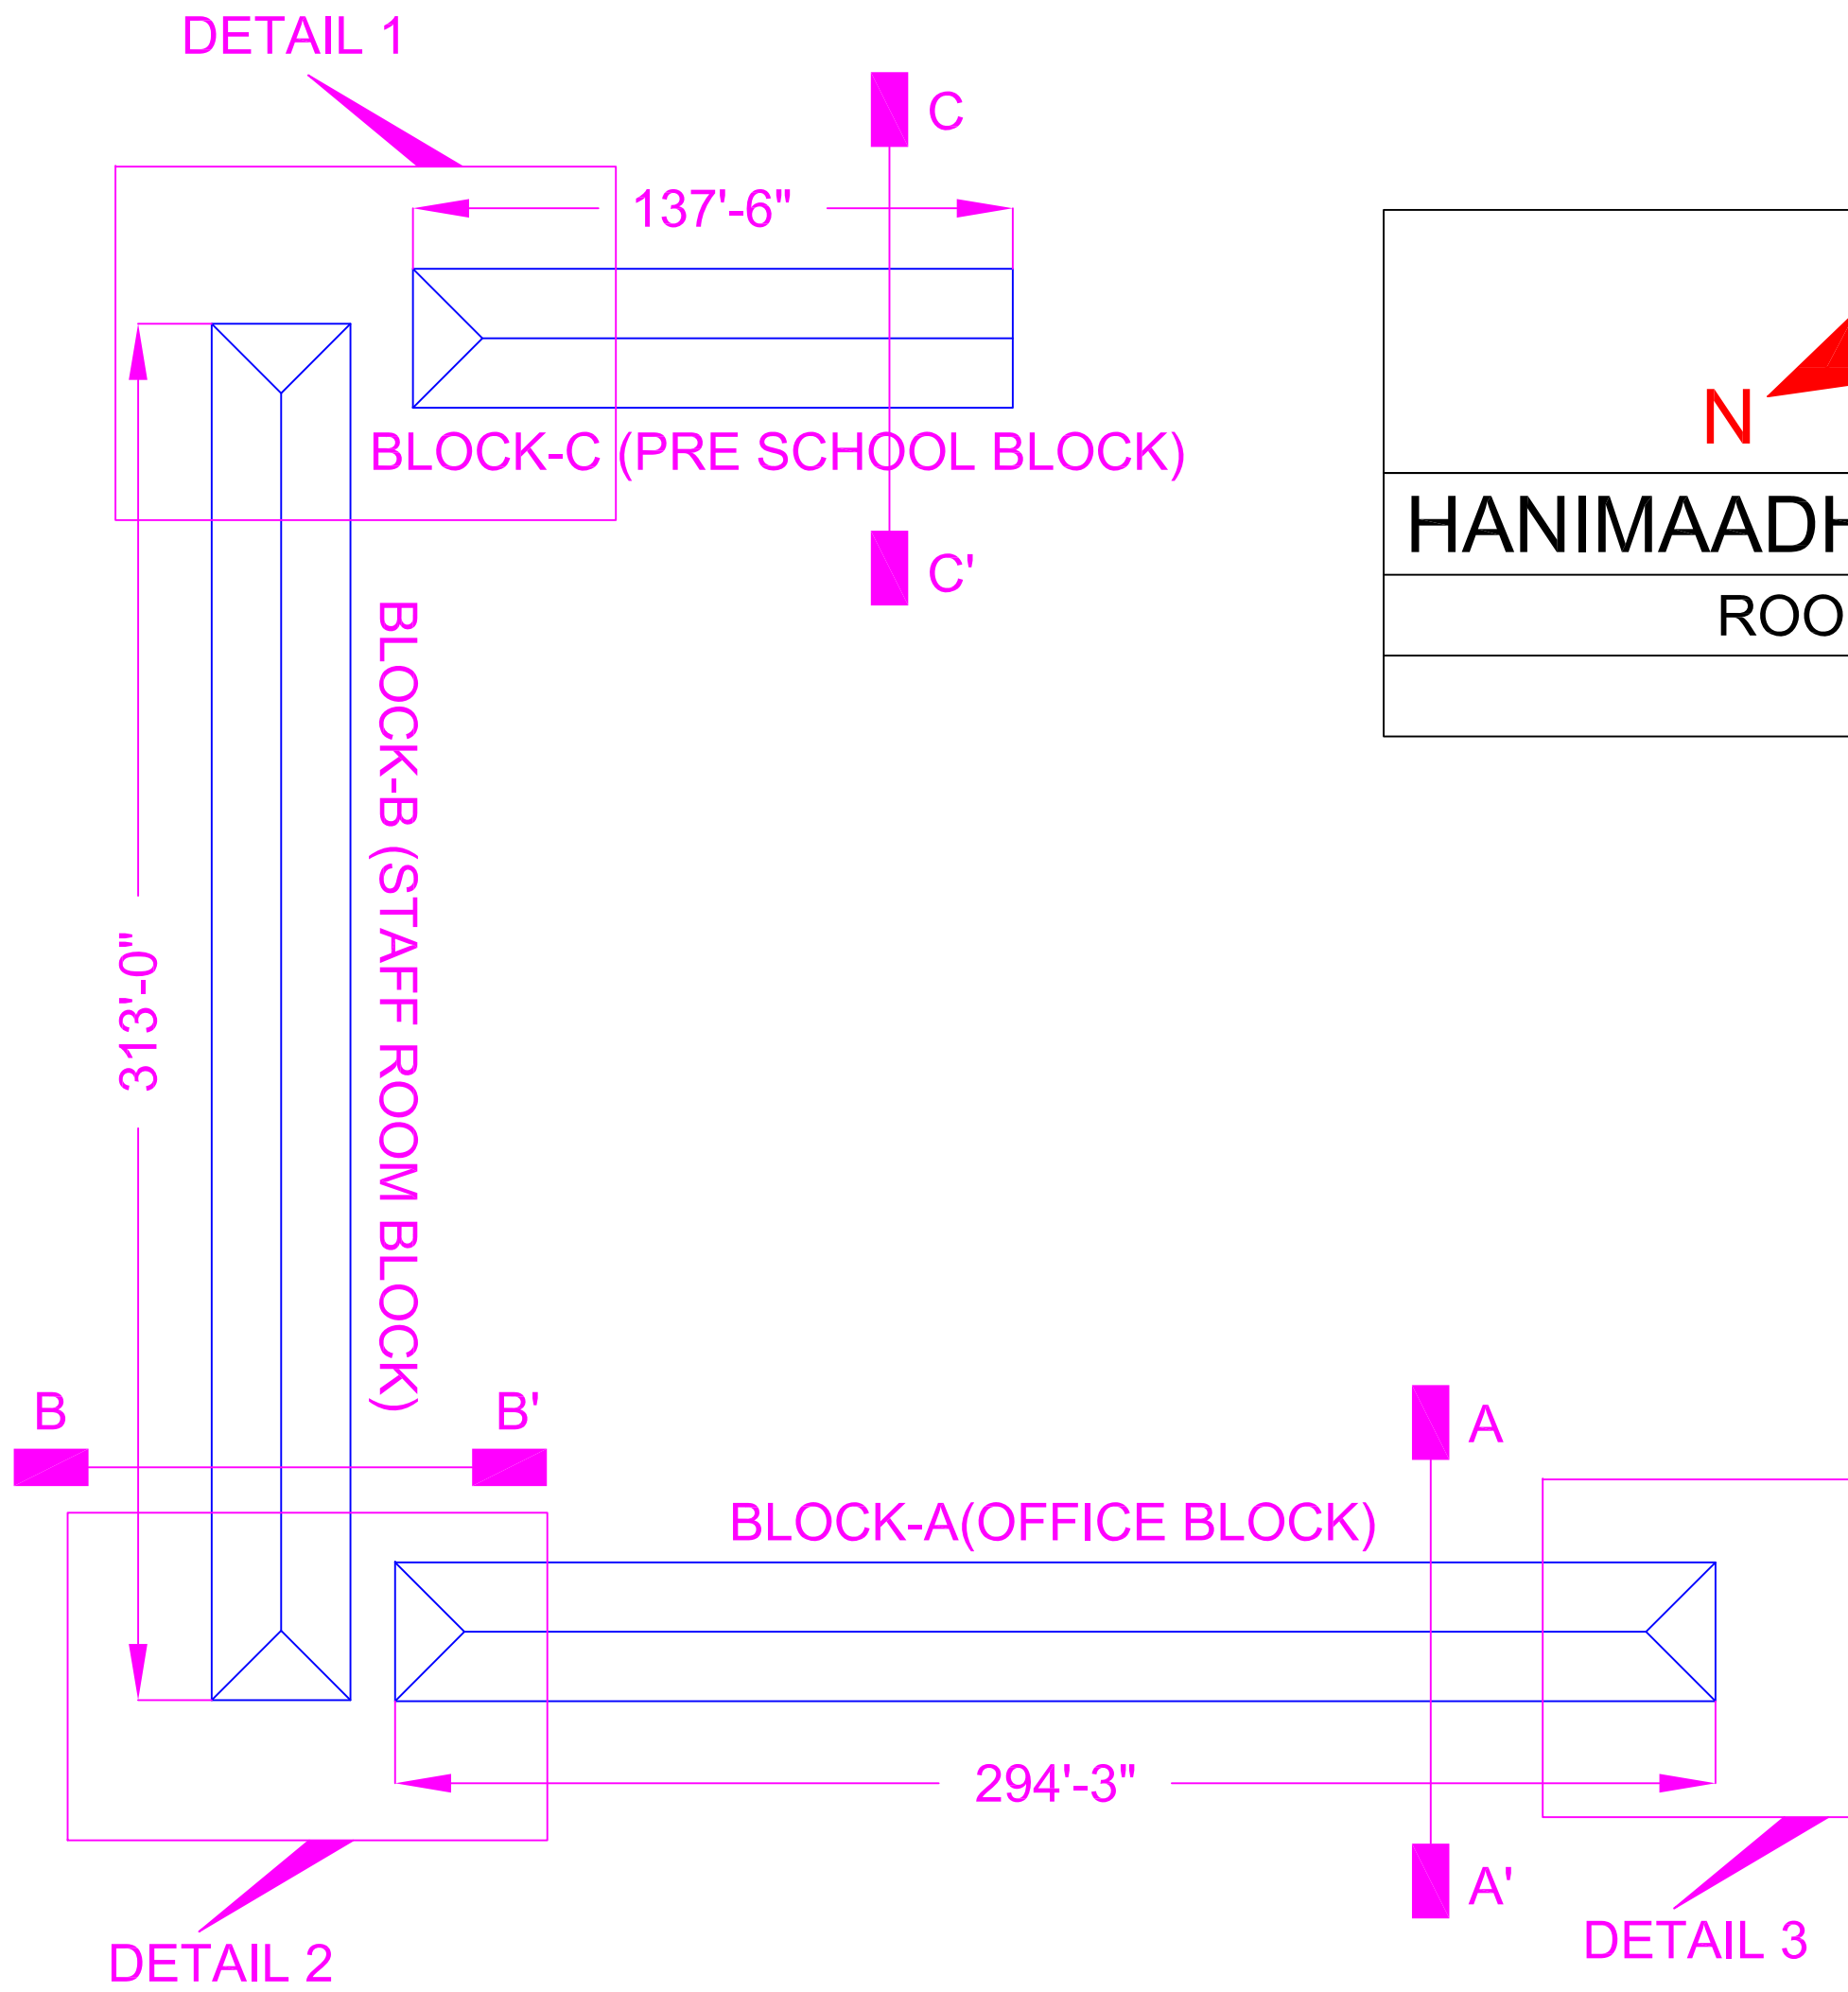 DETAIL 1
C
137'-6"
N
BLOCK-C (PRE SCHOOL BLOCK)
HANIMAADH
C'
ROO
BLOCK-B (STAFF ROOM BLOCK)
313'-0"
B
B'
A
BLOCK-A(OFFICE BLOCK)
294'-3"
A'
DETAIL 2
DETAIL 3